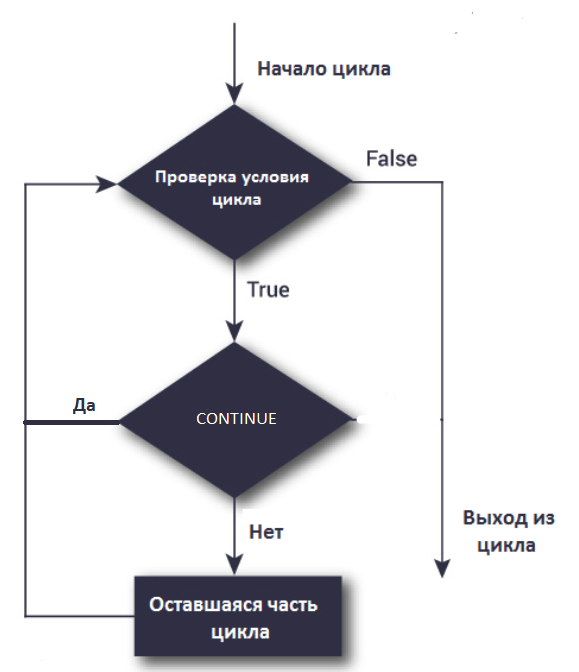 Начало цикла
False
Проверка условия
цикла
True
Да
CONTINUE
Нет
Выход из
цикла
Оставшаяся часть
цикла